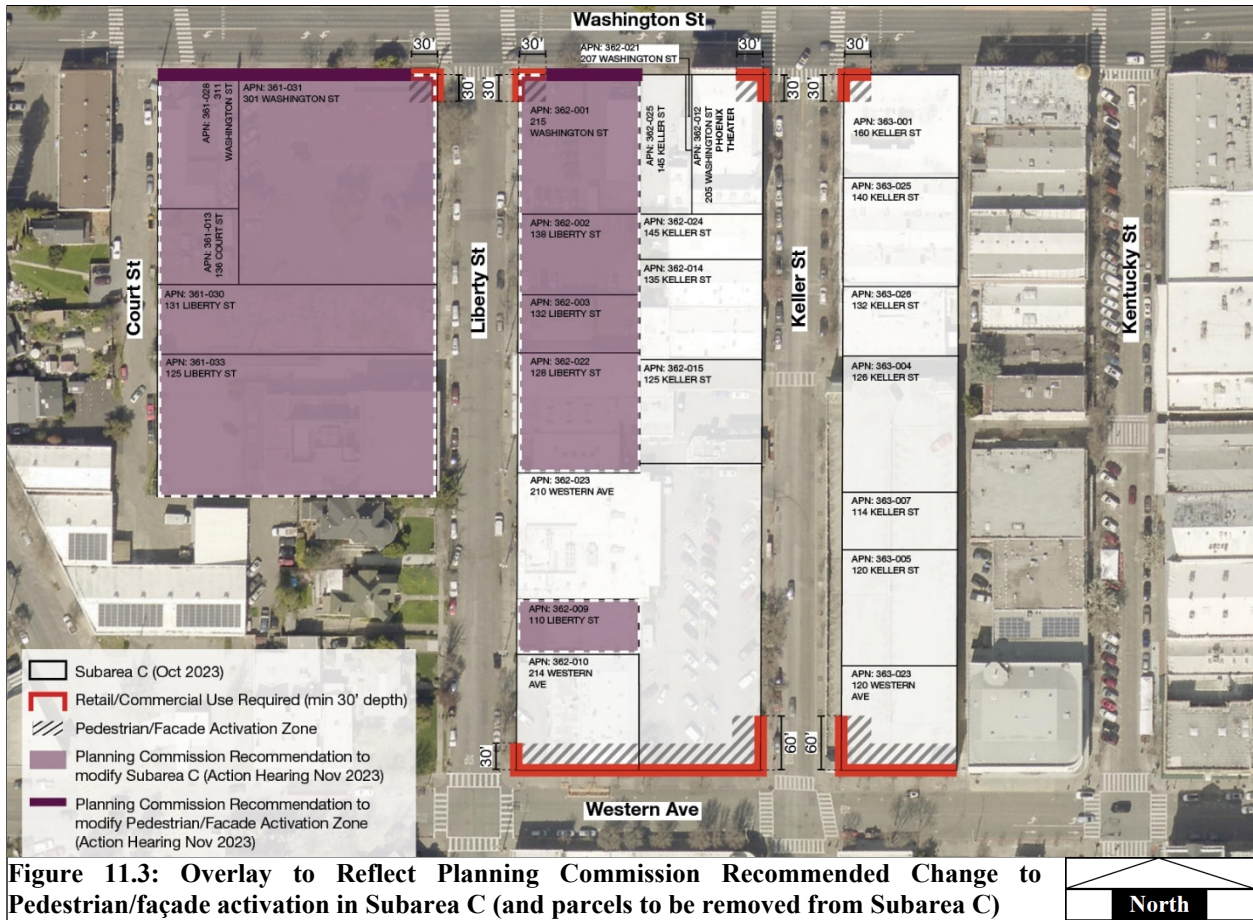 Washington St
30'
30'
APN: 362-021
207 WASHINGTON ST
30'
30'
30'
30'
30'
30'
APN: 361-028
311
WASHINGTON ST
APN: 361-031
301 WASHINGTON ST
APN: 361-013
136 COURT ST
APN: 361-030
131 LIBERTY ST
APN: 361-033
125 LIBERTY ST
Court St
Liberty St
APN: 362-001
215
WASHINGTON ST
APN: 362-025
145 KELLER ST
APN: 362-012
205 WASHINGTON ST
PHOENIX
THEATER
APN: 362-002
138 LIBERTY ST
APN: 362-024
145 KELLER ST
APN: 362-014
135 KELLER ST
APN: 362-003
132 LIBERTY ST
APN: 362-022
128 LIBERTY ST
APN: 362-015
125 KELLER ST
APN: 362-023
210 WESTERN AVE
APN: 362-009
110 LIBERTY ST
APN: 362-010
214 WESTERN
AVE
Keller St
APN: 363-001
160 KELLER ST
APN: 363-025
140 KELLER ST
APN: 363-026
132 KELLER ST
APN: 363-004
126 KELLER ST
APN: 363-007
114 KELLER ST
APN: 363-005
120 KELLER ST
APN: 363-023
120 WESTERN
AVE
Kentucky St
30'
60'
60'
Western Ave
Subarea C (Oct 2023)
Retail/Commercial Use Required (min 30' depth)
Pedestrian/Facade Activation Zone
Planning Commission Recommendation to
modify Subarea C (Action Hearing Nov 2023)
Planning Commission Recommendation to
modify Pedestrian/Facade Activation Zone
(Action Hearing Nov 2023)
Figure 11.3: Overlay to Reflect Planning Commission Recommended Change to
Pedestrian/façade activation in Subarea C (and parcels to be removed from Subarea C)
North